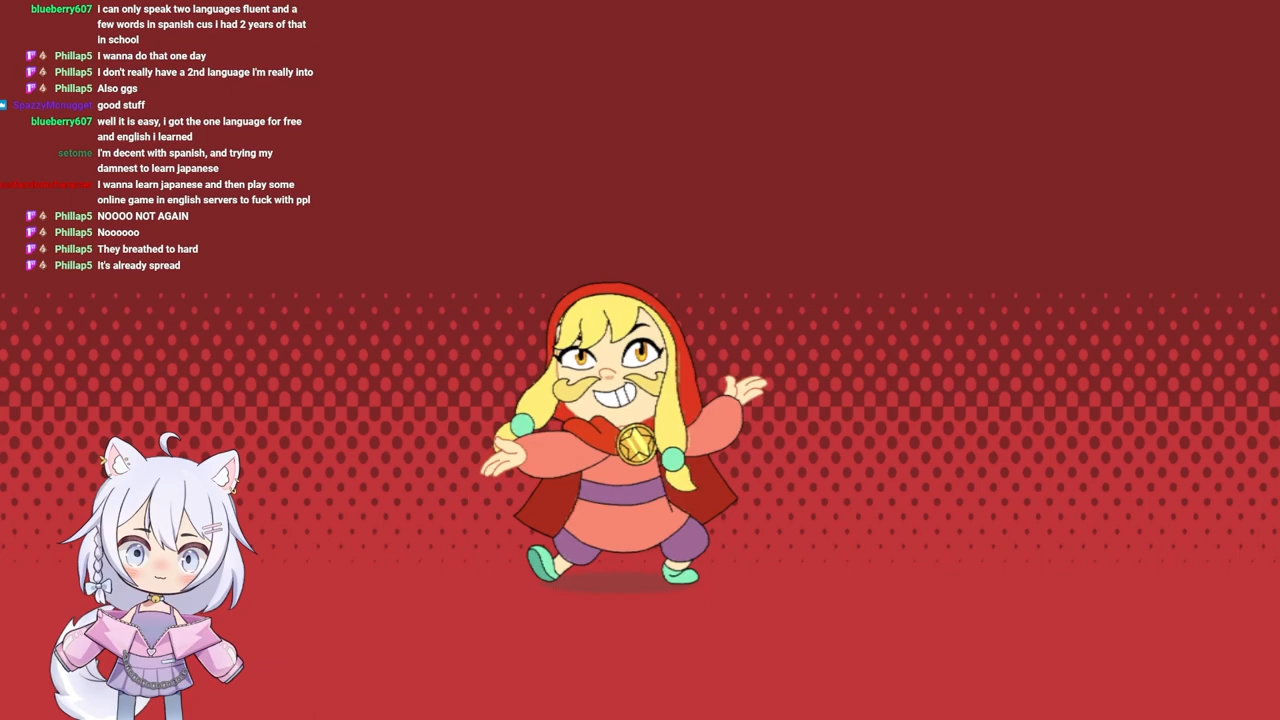 blueberry607 I can only speak two languages fluent and a
few words in spanish cus i had 2 years of that
in school
Phillap5 I wanna do that one day
Phillap5 I don't really have a 2nd language I'm really into
Phillap5 Also ggs
SpazzyMcnugget good stuff
blueberry607 well it is easy, i got the one language for free
and english i learned
setome I'm decent with spanish, and trying my
damnest to learn japanese
I wanna learn japanese and then play some
online game in english servers to fuck with ppl
Phillap5 NOOOO NOT AGAIN
Phillap5 Noooooo
Phillap5 They breathed to hard
Phillap5 It's already spread